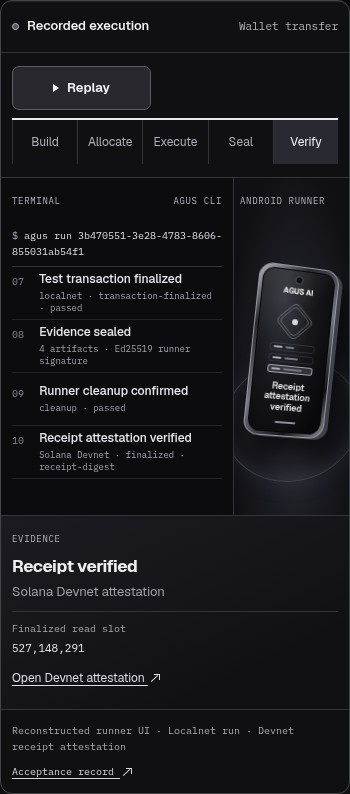 Recorded execution
Wallet transfer
Replay
Build
Allocate
Execute
Seal
Verify
TERMINAL
AGUS CLI
$ agus run 3b470551-3e28-4783-8606-
855031ab54f1
07
Test transaction finalized
localnet · transaction-finalized
· passed
08
Evidence sealed
4 artifacts · Ed25519 runner
signature
09
Runner cleanup confirmed
cleanup · passed
10
Receipt attestation verified
Solana Devnet · finalized ·
receipt-digest
ANDROID RUNNER
AGUS AI
Receipt
attestation
verified
EVIDENCE
Receipt verified
Solana Devnet attestation
Finalized read slot
527,148,291
Open Devnet attestation
Reconstructed runner UI · Localnet run · Devnet
receipt attestation
Acceptance record